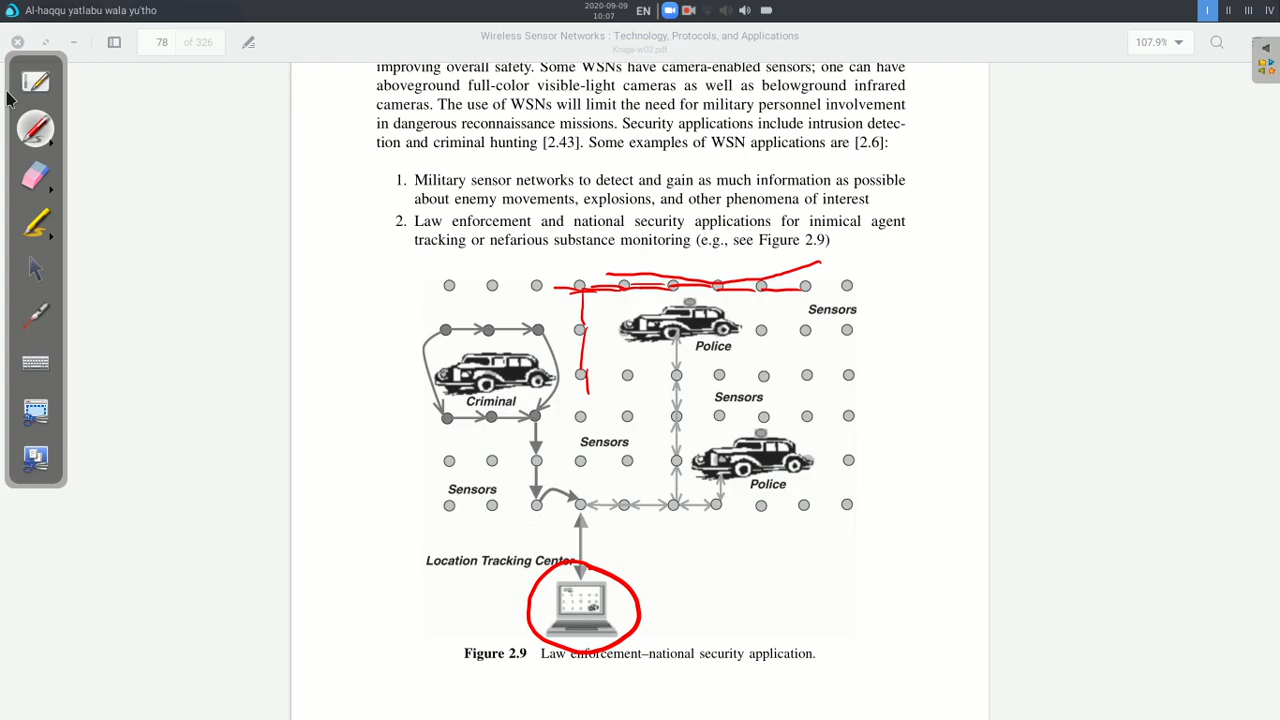 Al-haqqu yatlabu wala yu'tho
2020-09-09
10:07
EN
I II III IV
78 of 326
Wireless Sensor Networks : Technology, Protocols, and Applications
Kniga-w02.pdf
107.9%
improving overall safety. Some WSNs have camera-enabled sensors; one can have
aboveground full-color visible-light cameras as well as belowground infrared
cameras. The use of WSNs will limit the need for military personnel involvement
in dangerous reconnaissance missions. Security applications include intrusion detec-
tion and criminal hunting [2.43]. Some examples of WSN applications are [2.6]:
1. Military sensor networks to detect and gain as much information as possible
about enemy movements, explosions, and other phenomena of interest
2. Law enforcement and national security applications for inimical agent
tracking or nefarious substance monitoring (e.g., see Figure 2.9)
Sensors
Police
Criminal
Sensors
Sensors
Police
Sensors
Location Tracking Center
Figure 2.9 Law enforcement–national security application.